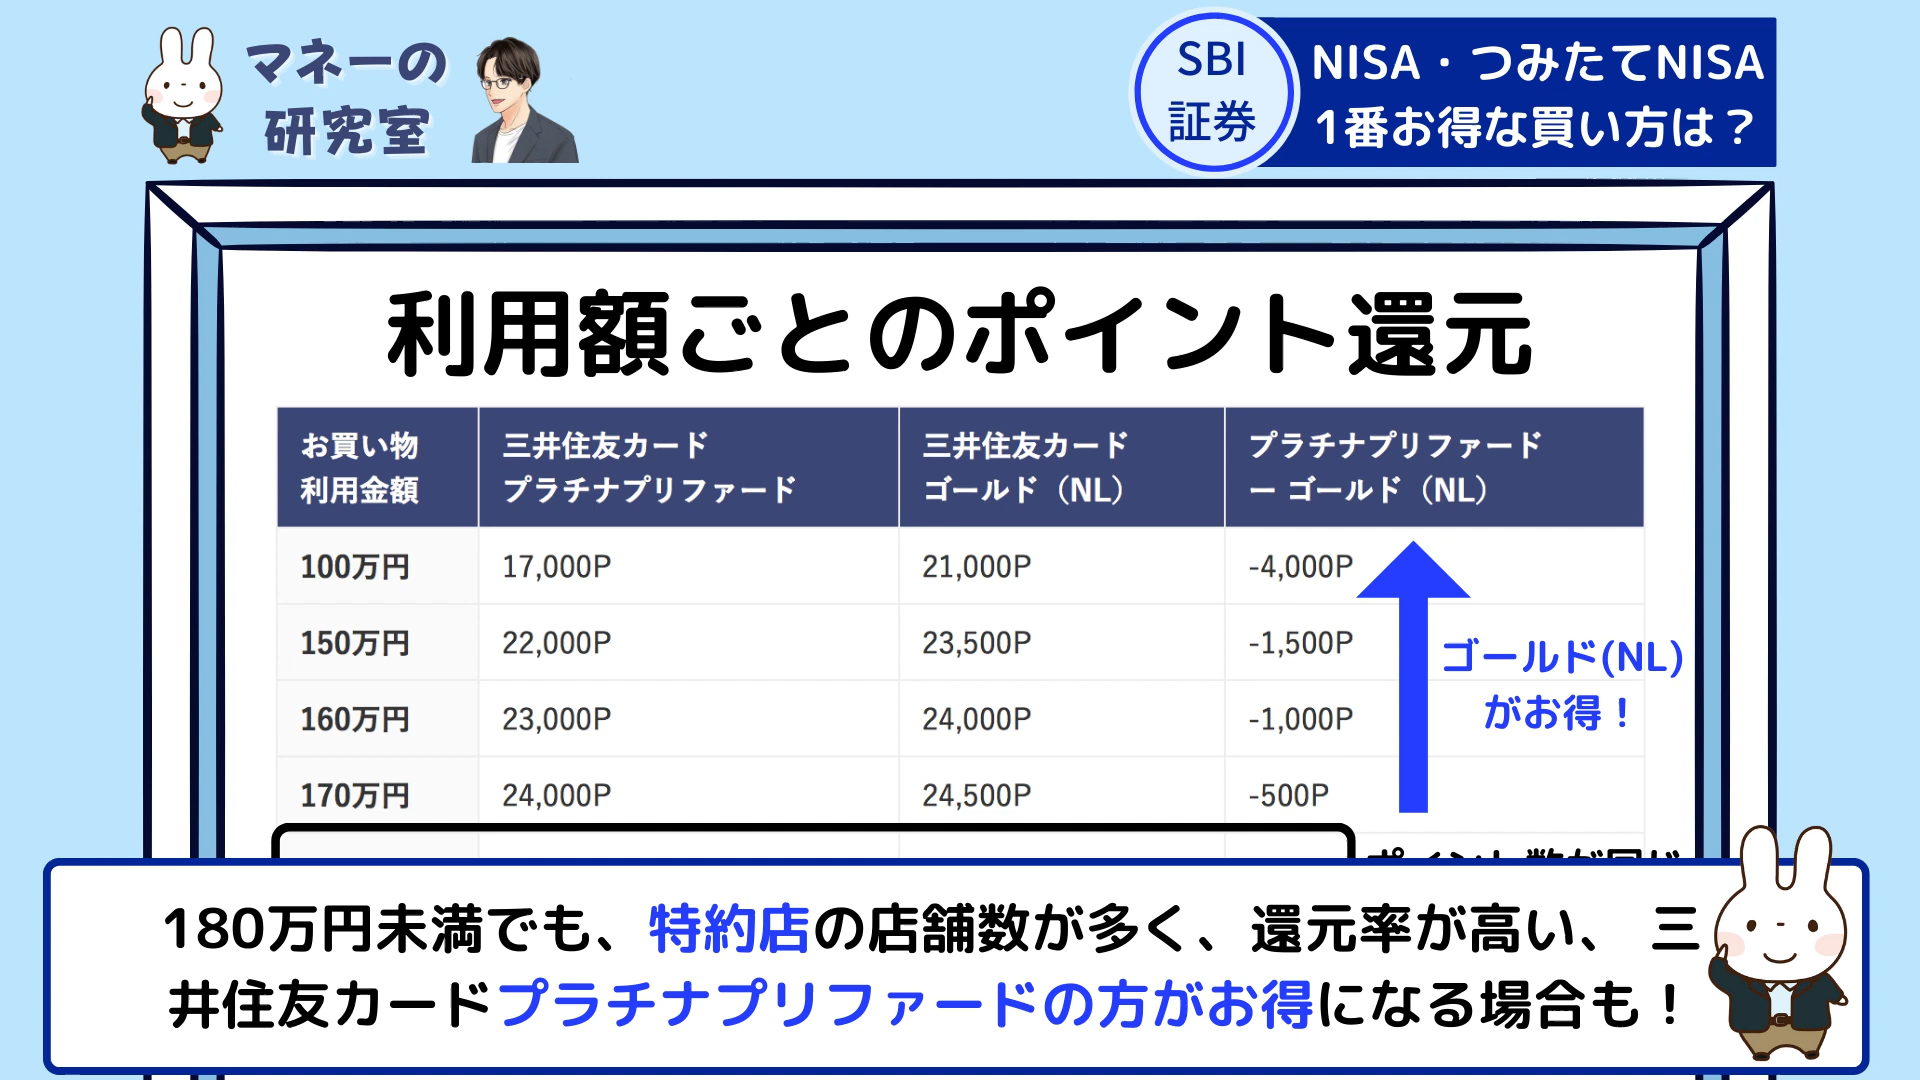 マネーの
研究室
SBI
証券
NISA・つみたてNISA
1番お得な買い方は？
利用額ごとのポイント還元
お買い物
利用金額
三井住友カード
プラチナプリファード
三井住友カード
ゴールド（NL）
プラチナプリファード
ー ゴールド（NL）
100万円 17,000P 21,000P -4,000P
150万円 22,000P 23,500P -1,500P
160万円 23,000P 24,000P -1,000P
170万円 24,000P 24,500P -500P
ゴールド(NL)
がお得！
180万円未満でも、特約店の店舗数が多く、還元率が高い、 三
井住友カードプラチナプリファードの方がお得になる場合も！